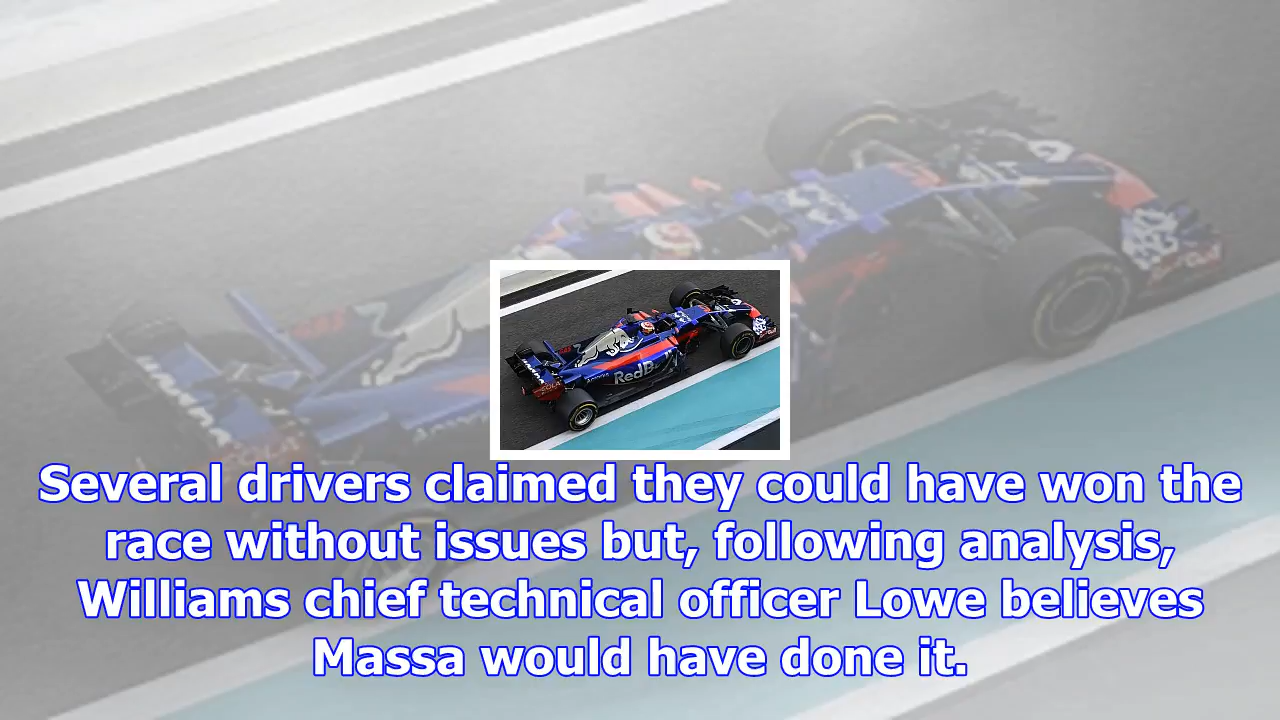 RedB
Several drivers claimed they could have won the
race without issues but, following analysis,
Williams chief technical officer Lowe believes
Massa would have done it.